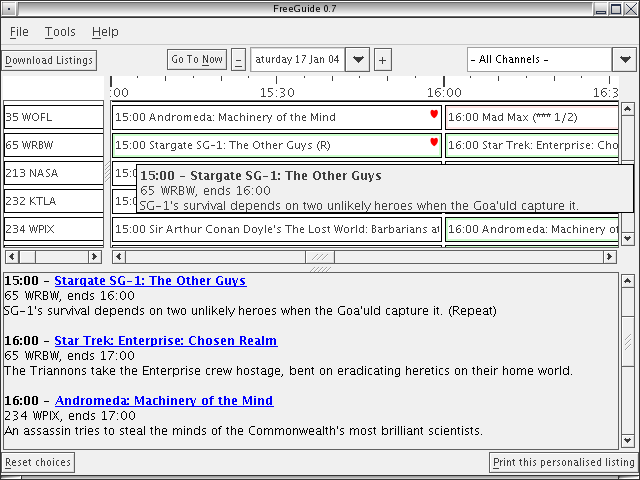 FreeGuide 0.7
File Tools Help
Download Listings
Go To Now
–
aturday 17 Jan 04
+
- All Channels -
:00 15:30 16:00 16:3
35 WOFL
15:00 Andromeda: Machinery of the Mind
16:00 Mad Max (*** 1/2)
65 WRBW
15:00 Stargate SG-1: The Other Guys (R)
16:00 Star Trek: Enterprise: Cho
213 NASA
15:00 - Stargate SG-1: The Other Guys
65 WRBW, ends 16:00
SG-1's survival depends on two unlikely heroes when the Goa'uld capture it.
232 KTLA
234 WPIX
15:00 Sir Arthur Conan Doyle's The Lost World: Barbarians at
16:00 Andromeda: Machinery of
15:00 - Stargate SG-1: The Other Guys
65 WRBW, ends 16:00
SG-1's survival depends on two unlikely heroes when the Goa'uld capture it. (Repeat)
16:00 - Star Trek: Enterprise: Chosen Realm
65 WRBW, ends 17:00
The Triannons take the Enterprise crew hostage, bent on eradicating heretics on their home world.
16:00 - Andromeda: Machinery of the Mind
234 WPIX, ends 17:00
An assassin tries to steal the minds of the Commonwealth's most brilliant scientists.
Reset choices
Print this personalised listing